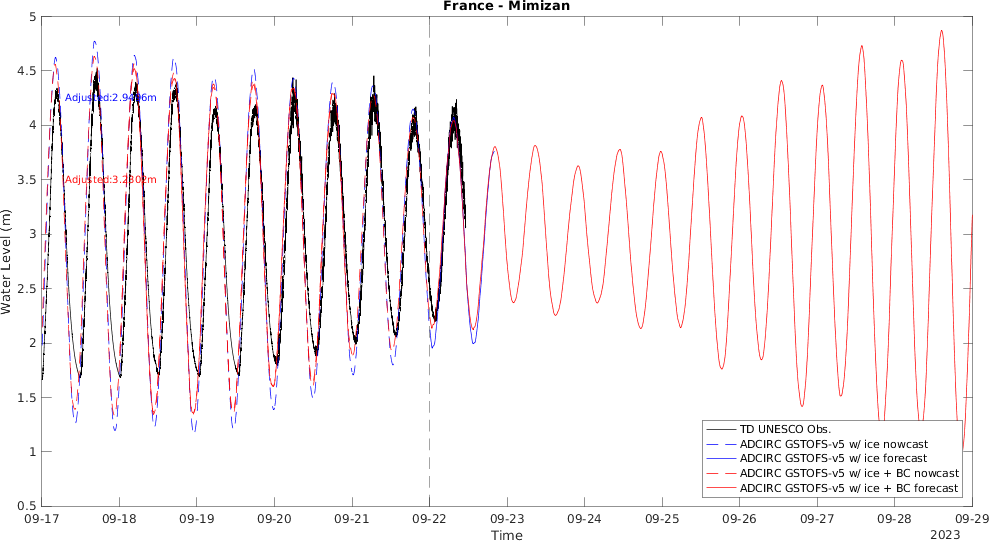 France - Mimizan
5
4.5
4
3.5
3
2.5
2
1.5
1
0.5
Water Level (m)
Adjusted:2.9496m
Adjusted:3.2302m
TD UNESCO Obs.
ADCIRC GSTOFS-v5 w/ ice nowcast
ADCIRC GSTOFS-v5 w/ ice forecast
ADCIRC GSTOFS-v5 w/ ice + BC nowcast
ADCIRC GSTOFS-v5 w/ ice + BC forecast
09-17 09-18 09-19 09-20 09-21 09-22 09-23 09-24 09-25 09-26 09-27 09-28 09-29
Time
2023